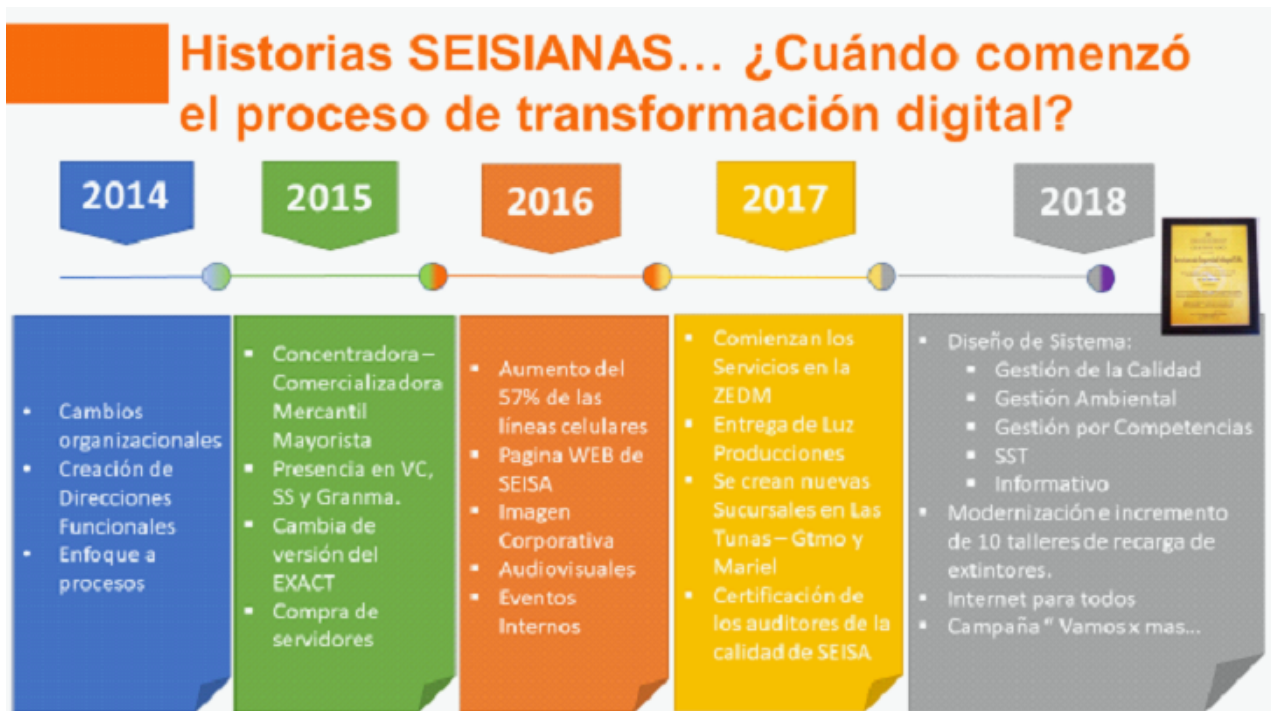 Historias SEISIANAS... ¿Cuándo comenzó
el proceso de transformación digital?
2014
2015
2016
2017
2018
Cambios
organizacionales
Creación de
Direcciones
Funcionales
Enfoque a
procesos
Concentradora –
Comercializadora
Mercantil
Mayorista
Presencia en VC,
SS y Granma.
Cambia de
versión del
EXACT
Compra de
servidores
Aumento del
57% de las
líneas celulares
Pagina WEB de
SEISA
Imagen
Corporativa
Audiovisuales
Eventos
Internos
Comienzan los
Servicios en la
ZEDM
Entrega de Luz
Producciones
Se crean nuevas
Sucursales en Las
Tunas – Gtmo y
Mariel
Certificación de
los auditores de la
calidad de SEISA
Diseño de Sistema:
Gestión de la Calidad
Gestión Ambiental
Gestión por Competencias
SST
Informativo
Modernización e incremento
de 10 talleres de recarga de
extintores.
Internet para todos
Campaña " Vamos x mas...